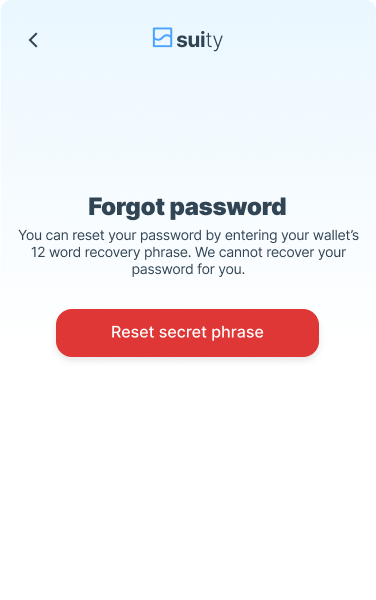 suity
Forgot password
You can reset your password by entering your wallet’s
12 word recovery phrase. We cannot recover your
password for you.
Reset secret phrase